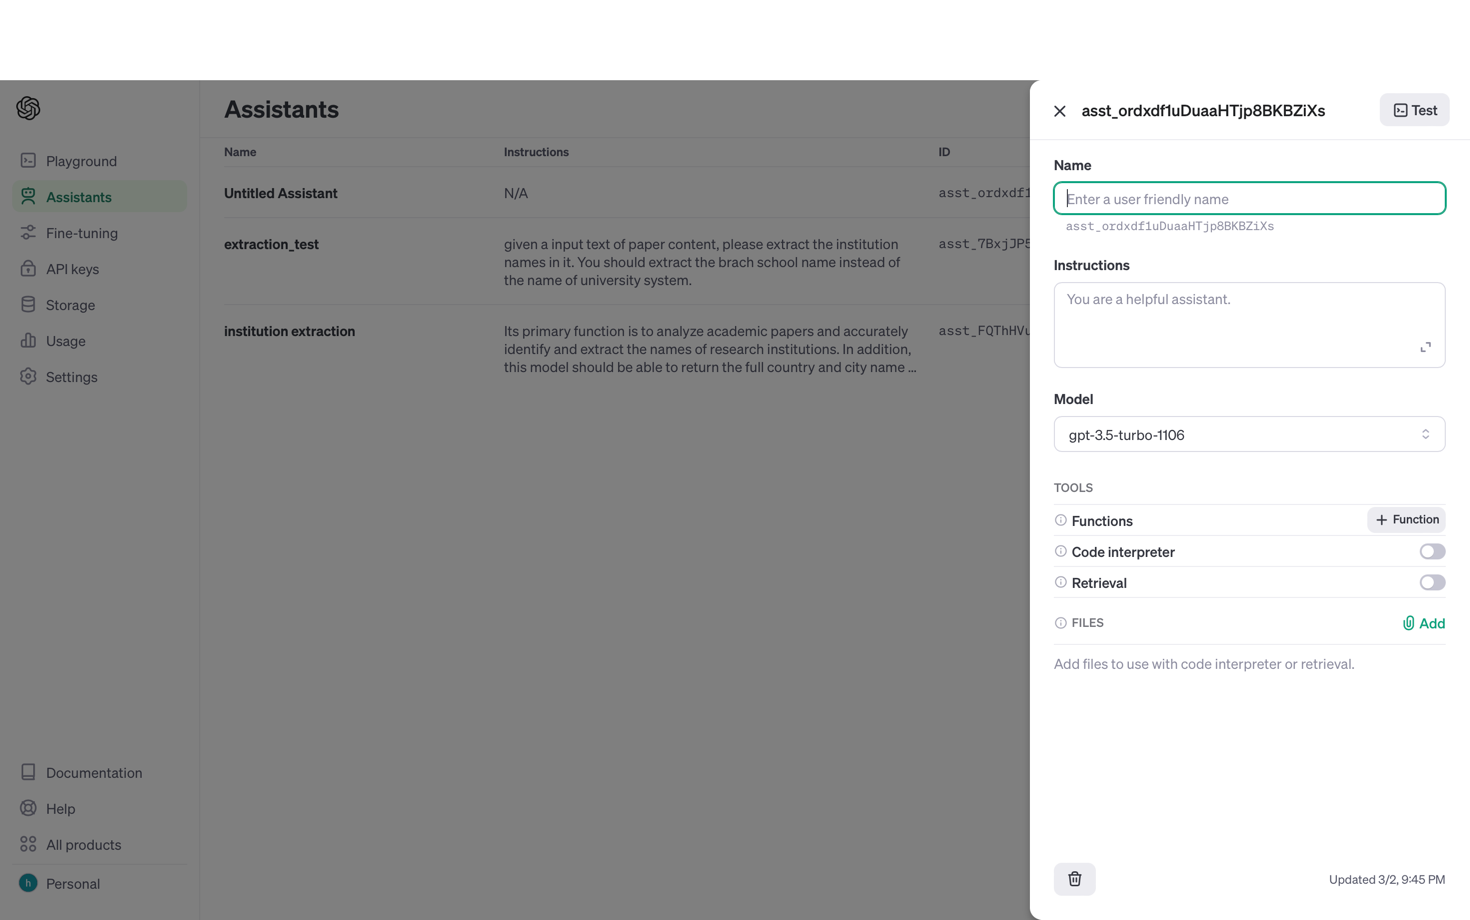 Playground
Assistants
Fine-tuning
API keys
Storage
Usage
Settings
Documentation
Help
All products
h
Personal
Assistants
Name Instructions ID
Untitled Assistant N/A asst_ordxdf1
extraction_test
given a input text of paper content, please extract the institution
names in it. You should extract the brach school name instead of
the name of university system.
asst_7BxjJP5
institution extraction
Its primary function is to analyze academic papers and accurately
identify and extract the names of research institutions. In addition,
this model should be able to return the full country and city name ...
asst_FQThHVu
asst_ordxdf1uDuaaHTjp8BKBZiXs
Test
Name
Enter a user friendly name
asst_ordxdf1uDuaaHTjp8BKBZiXs
Instructions
You are a helpful assistant.
Model
gpt-3.5-turbo-1106
TOOLS
Functions
+ Function
Code interpreter
Retrieval
FILES
Add
Add files to use with code interpreter or retrieval.
Updated 3/2, 9:45 PM